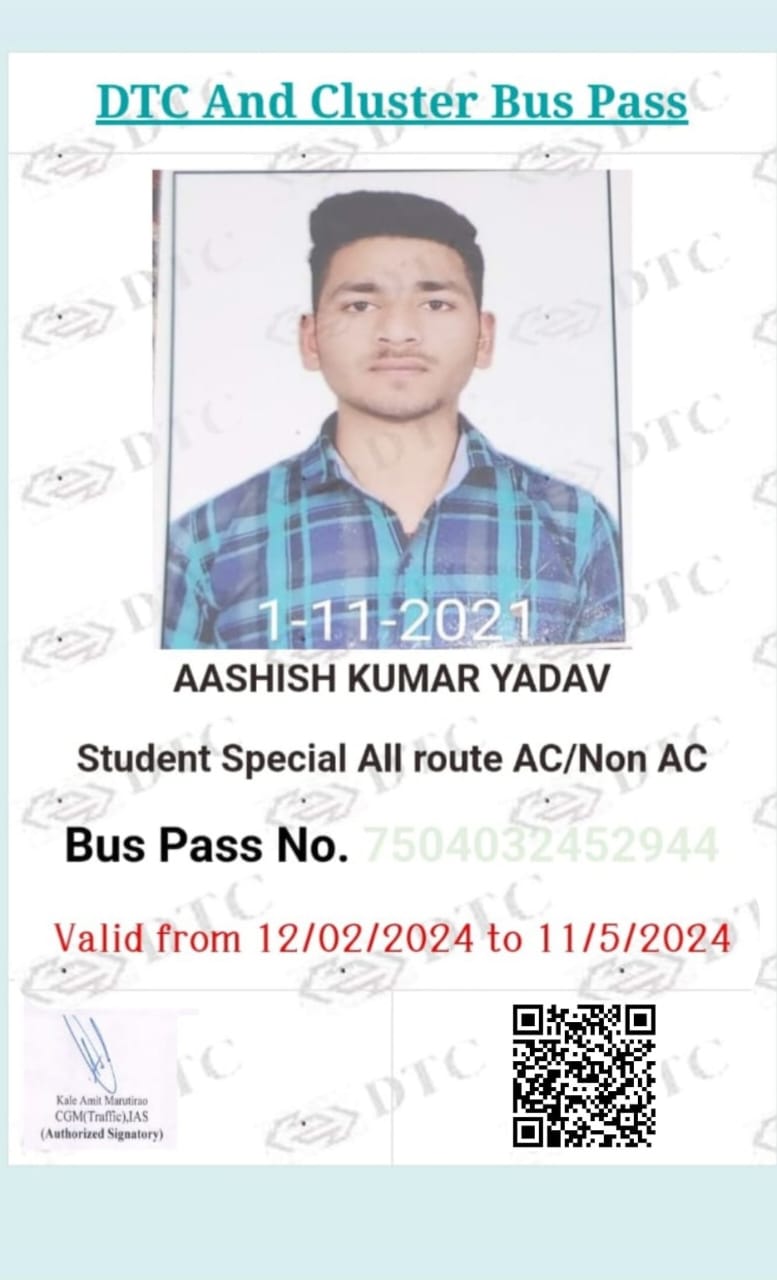 DTC And Cluster Bus Pass
1-11-2021
AASHISH KUMAR YADAV
Student Special All route AC/Non AC
Bus Pass No. 7504032452944
Valid from 12/02/2024 to 11/5/2024
Kale Amit Marutirao
CGM(Traffic),IAS
(Authorized Signatory)
DTC